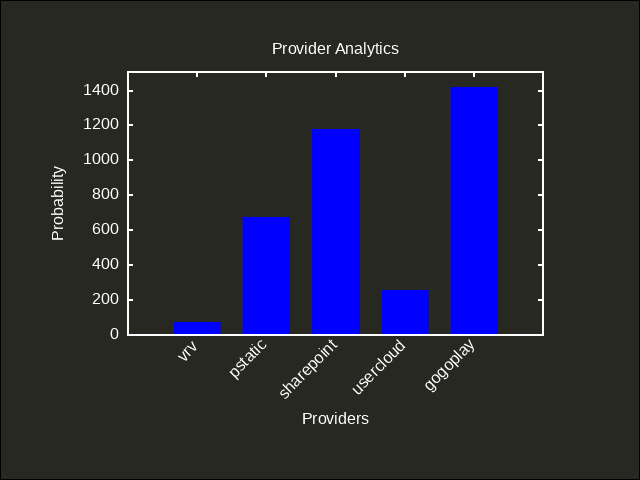 Provider Analytics
1400
1200
1000
800
600
400
200
0
Probability
vrv
pstatic
sharepoint
usercloud
gogoplay
Providers